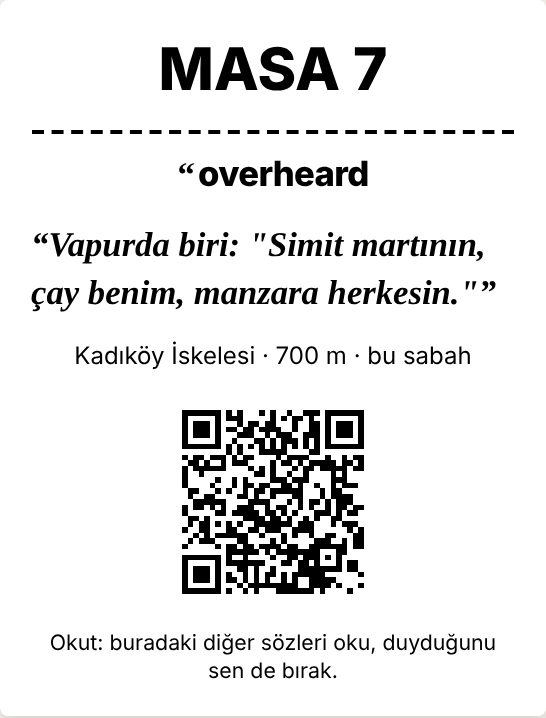 MASA 7
“overheard
“Vapurda biri: "Simit martının,
çay benim, manzara herkesin."”
Kadıköy İskelesi · 700 m · bu sabah
Okut: buradaki diğer sözleri oku, duyduğunu
sen de bırak.